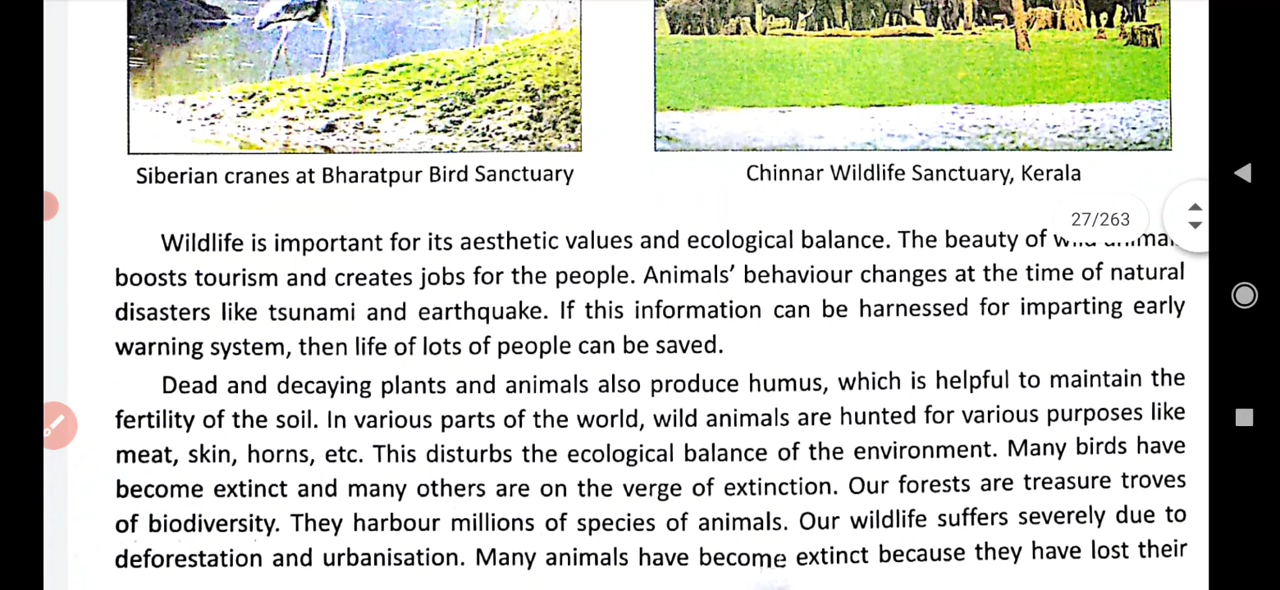 Siberian cranes at Bharatpur Bird Sanctuary
Chinnar Wildlife Sanctuary, Kerala
27/263
Wildlife is important for its aesthetic values and ecological balance. The beauty of
boosts tourism and creates jobs for the people. Animals’ behaviour changes at the time of natural
disasters like tsunami and earthquake. If this information can be harnessed for imparting early
warning system, then life of lots of people can be saved.
Dead and decaying plants and animals also produce humus, which is helpful to maintain the
fertility of the soil. In various parts of the world, wild animals are hunted for various purposes like
meat, skin, horns, etc. This disturbs the ecological balance of the environment. Many birds have
become extinct and many others are on the verge of extinction. Our forests are treasure troves
of biodiversity. They harbour millions of species of animals. Our wildlife suffers severely due to
deforestation and urbanisation. Many animals have become extinct because they have lost their